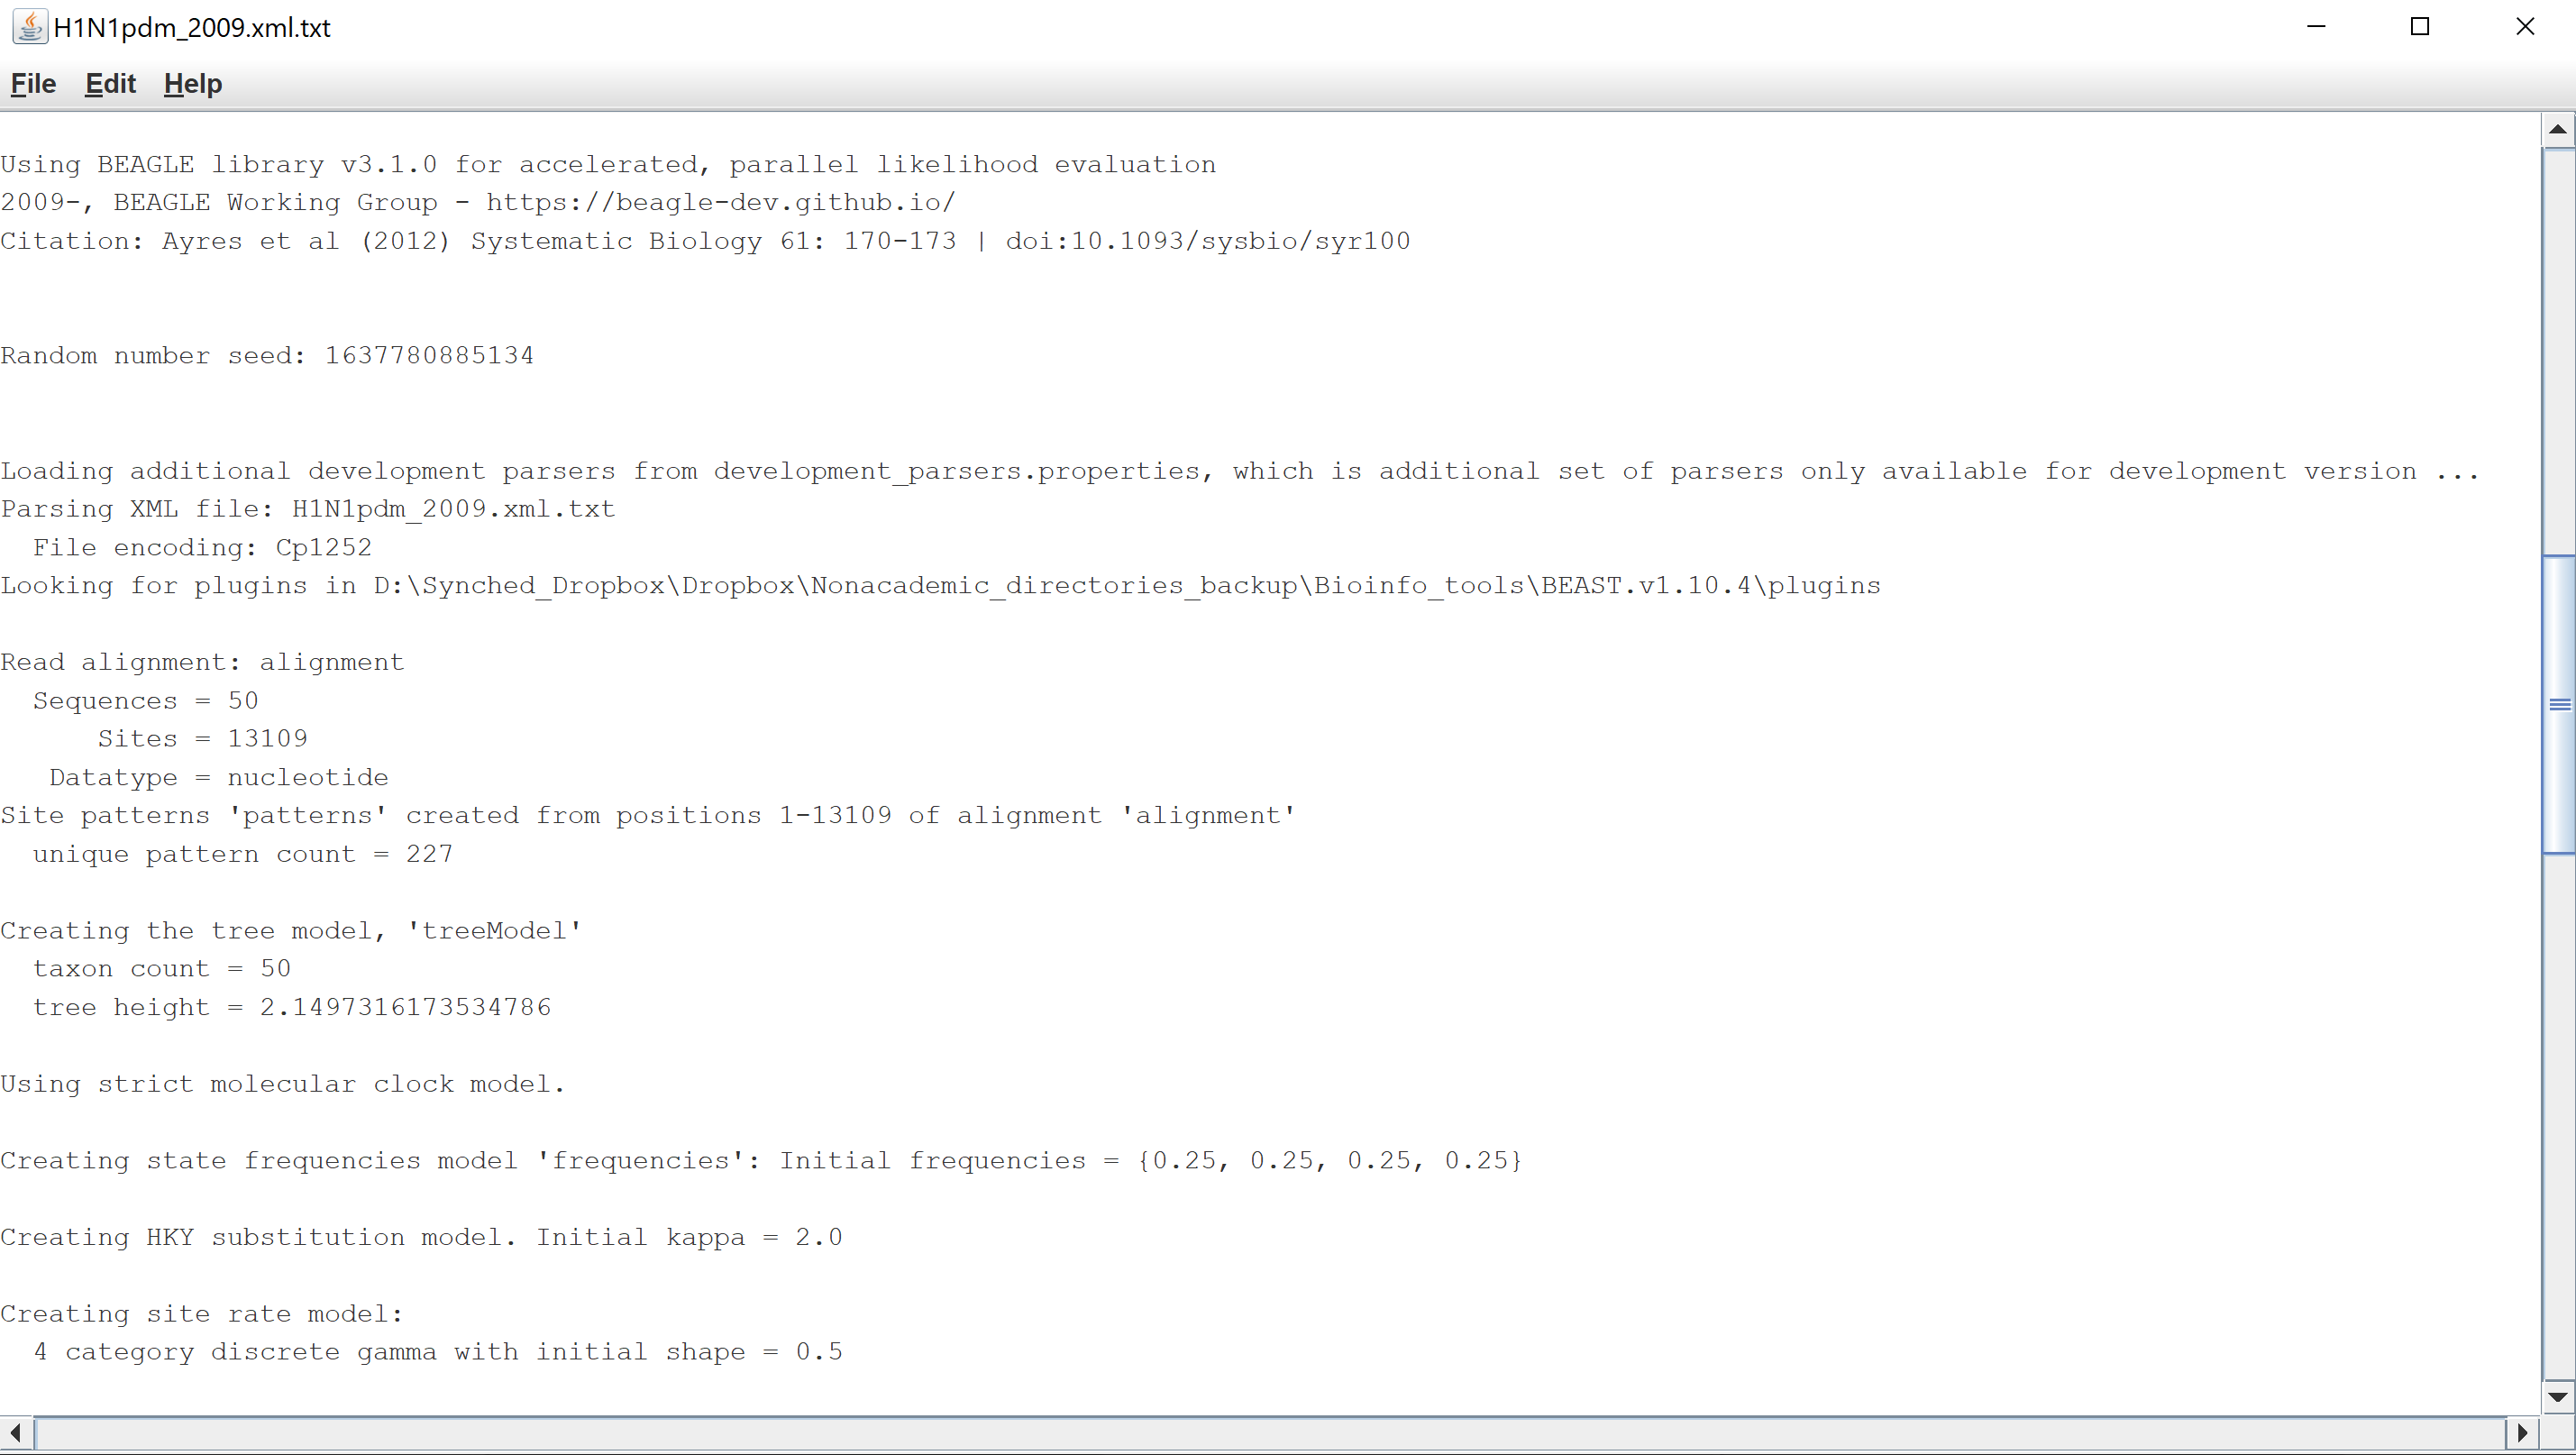 H1N1pdm_2009.xml.txt
File Edit Help
Using BEAGLE library v3.1.0 for accelerated, parallel likelihood evaluation
2009-, BEAGLE Working Group - https://beagle-dev.github.io/
Citation: Ayres et al (2012) Systematic Biology 61: 170-173 | doi:10.1093/sysbio/syr100
Random number seed: 1637780885134
Loading additional development parsers from development_parsers.properties, which is additional set of parsers only available for development version ...
Parsing XML file: H1N1pdm_2009.xml.txt
File encoding: Cp1252
Looking for plugins in D:\Synched_Dropbox\Dropbox\Nonacademic_directories_backup\Bioinfo_tools\BEAST.v1.10.4\plugins
Read alignment: alignment
Sequences = 50
Sites = 13109
Datatype = nucleotide
Site patterns 'patterns' created from positions 1-13109 of alignment 'alignment'
unique pattern count = 227
Creating the tree model, 'treeModel'
taxon count = 50
tree height = 2.1497316173534786
Using strict molecular clock model.
Creating state frequencies model 'frequencies': Initial frequencies = {0.25, 0.25, 0.25, 0.25}
Creating HKY substitution model. Initial kappa = 2.0
Creating site rate model:
4 category discrete gamma with initial shape = 0.5